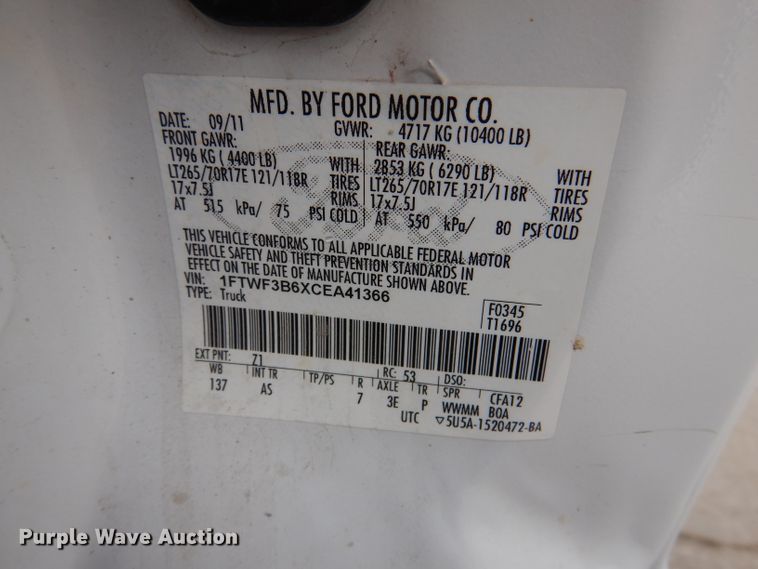 MFD. BY FORD MOTOR CO.
DATE: 09/11 GVWR: 4717 KG (10400 LB)
FRONT GAWR: REAR GAWR:
1996 KG ( 4400 LB) WITH 2853 KG ( 6290 LB) WITH
LT265/70R17E 121/118R TIRES LT265/70R17E 121/118R TIRES
17x7.5J RIMS 17x7.5J RIMS
AT 515 kPa/ 75 PSI COLD AT 550 kPa/ 80 PSI COLD
THIS VEHICLE CONFORMS TO ALL APPLICABLE FEDERAL MOTOR
VEHICLE SAFETY AND THEFT PREVENTION STANDARDS IN
EFFECT ON THE DATE OF MANUFACTURE SHOWN ABOVE.
VIN: 1FTWF3B6XCEA41366
TYPE: Truck
F0345
T1696
EXT PNT: Z1 RC: 53 DSO:
WB INT TR TP/PS R AXLE TR SPR CFA12
137 AS 7 3E P WWMM BOA
UTC ▽5U5A-1520472-BA
Purple Wave Auction